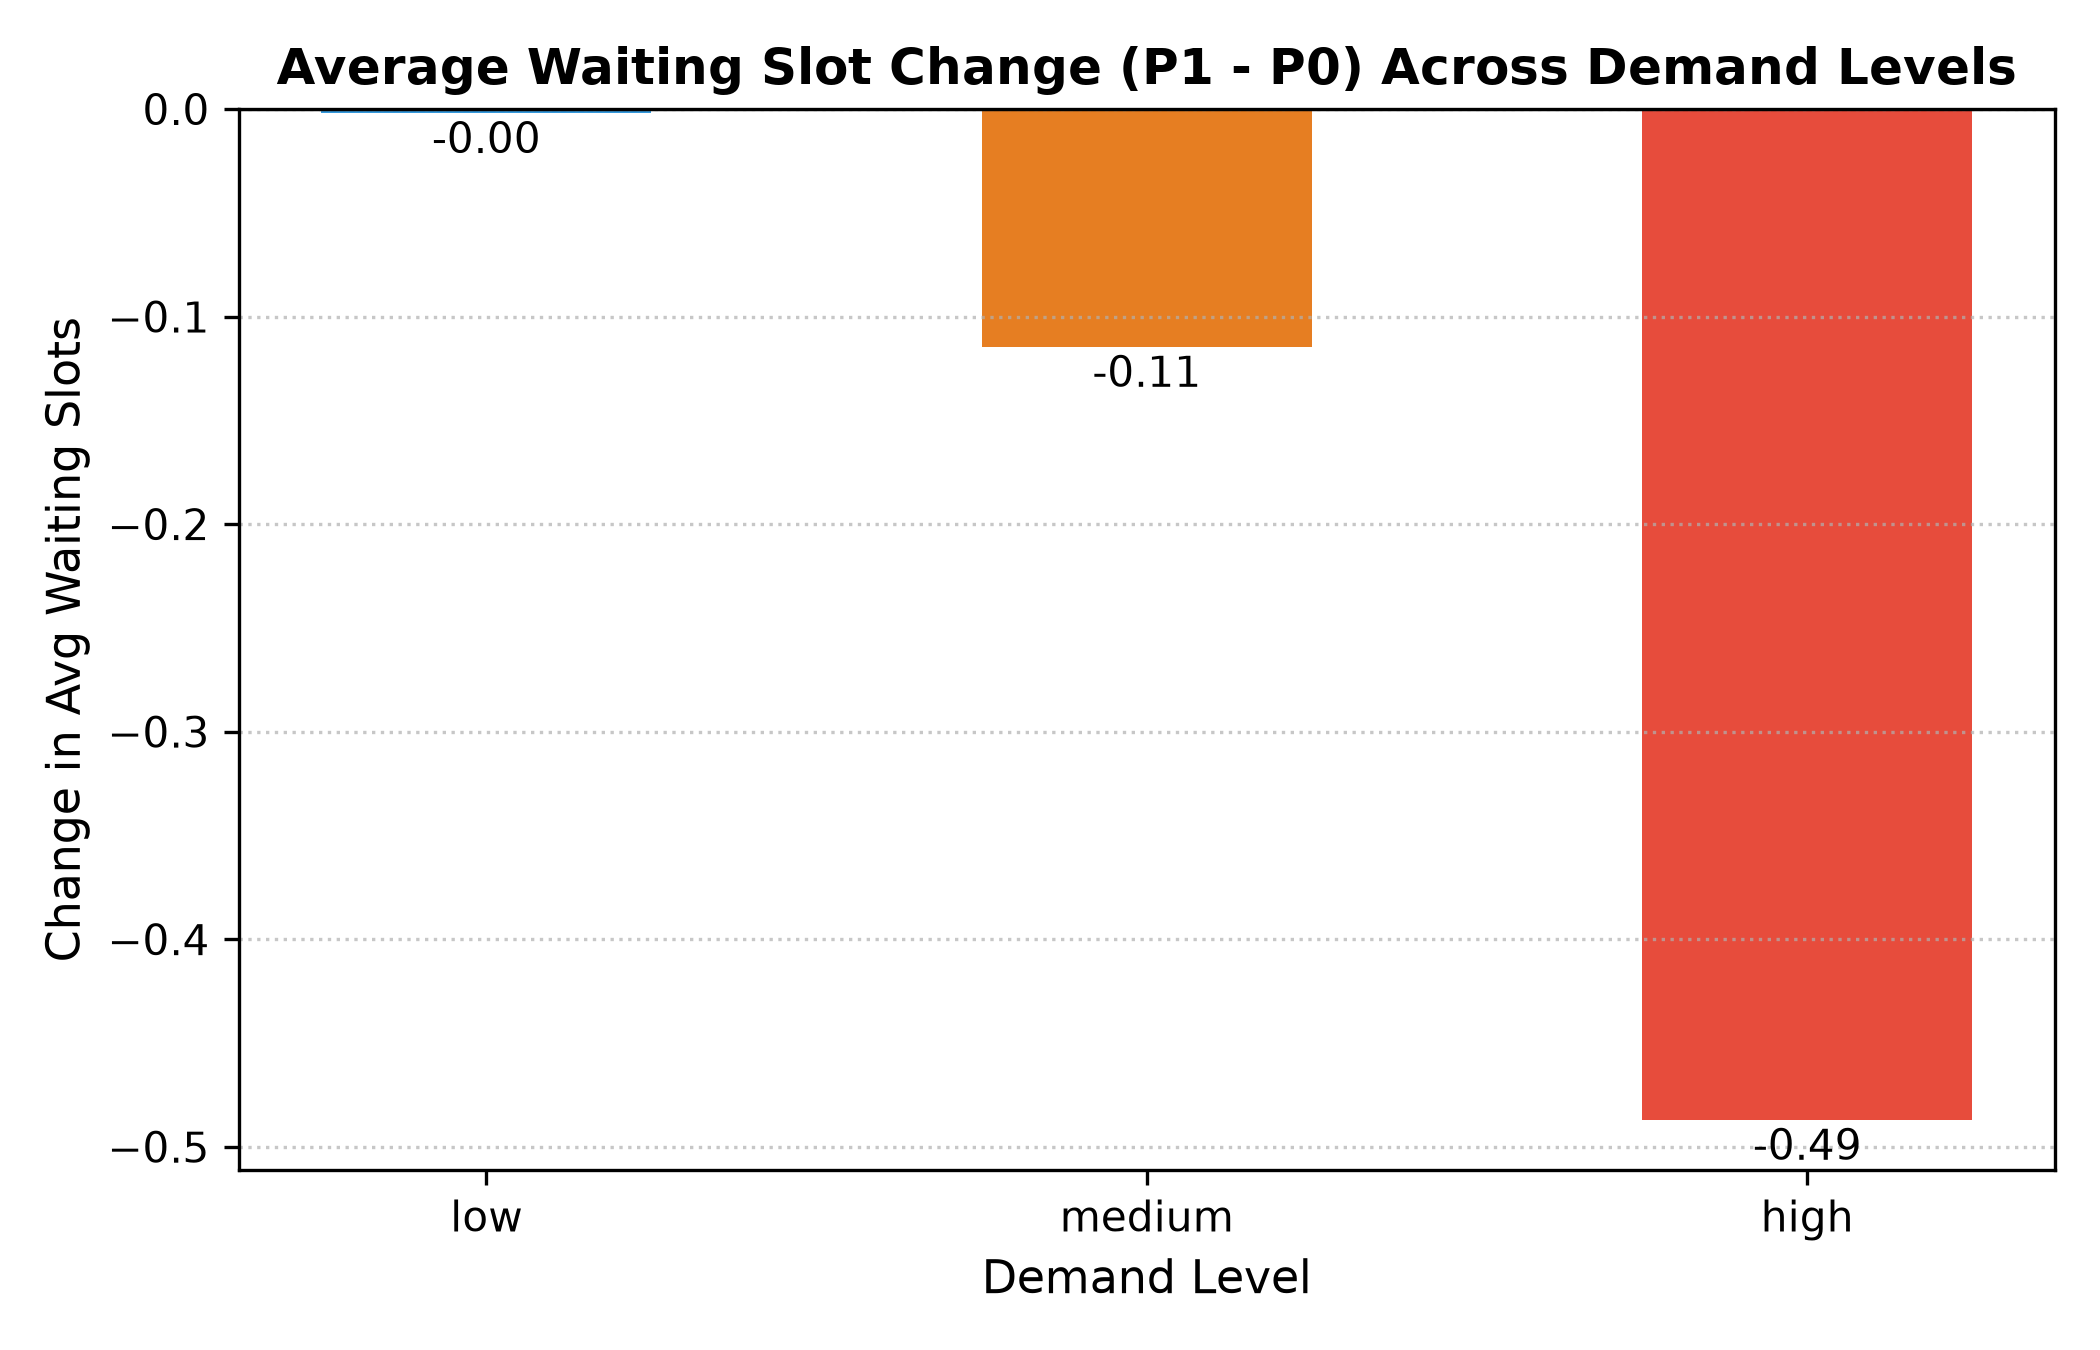 Average Waiting Slot Change (P1 - P0) Across Demand Levels
Change in Avg Waiting Slots
0.0
−0.1
−0.2
−0.3
−0.4
−0.5
-0.00
-0.11
-0.49
low
medium
high
Demand Level